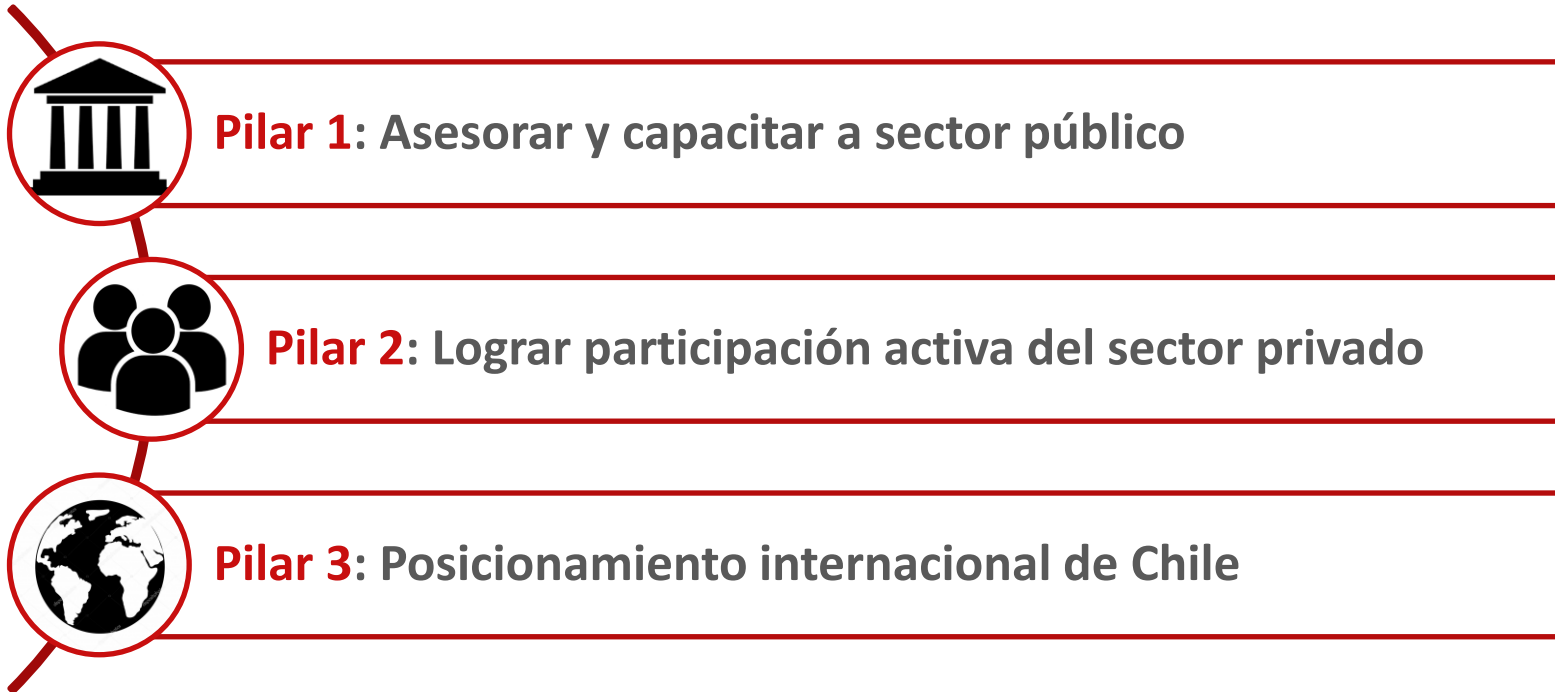 Pilar 1: Asesorar y capacitar a sector público
Pilar 2: Lograr participación activa del sector privado
Pilar 3: Posicionamiento internacional de Chile